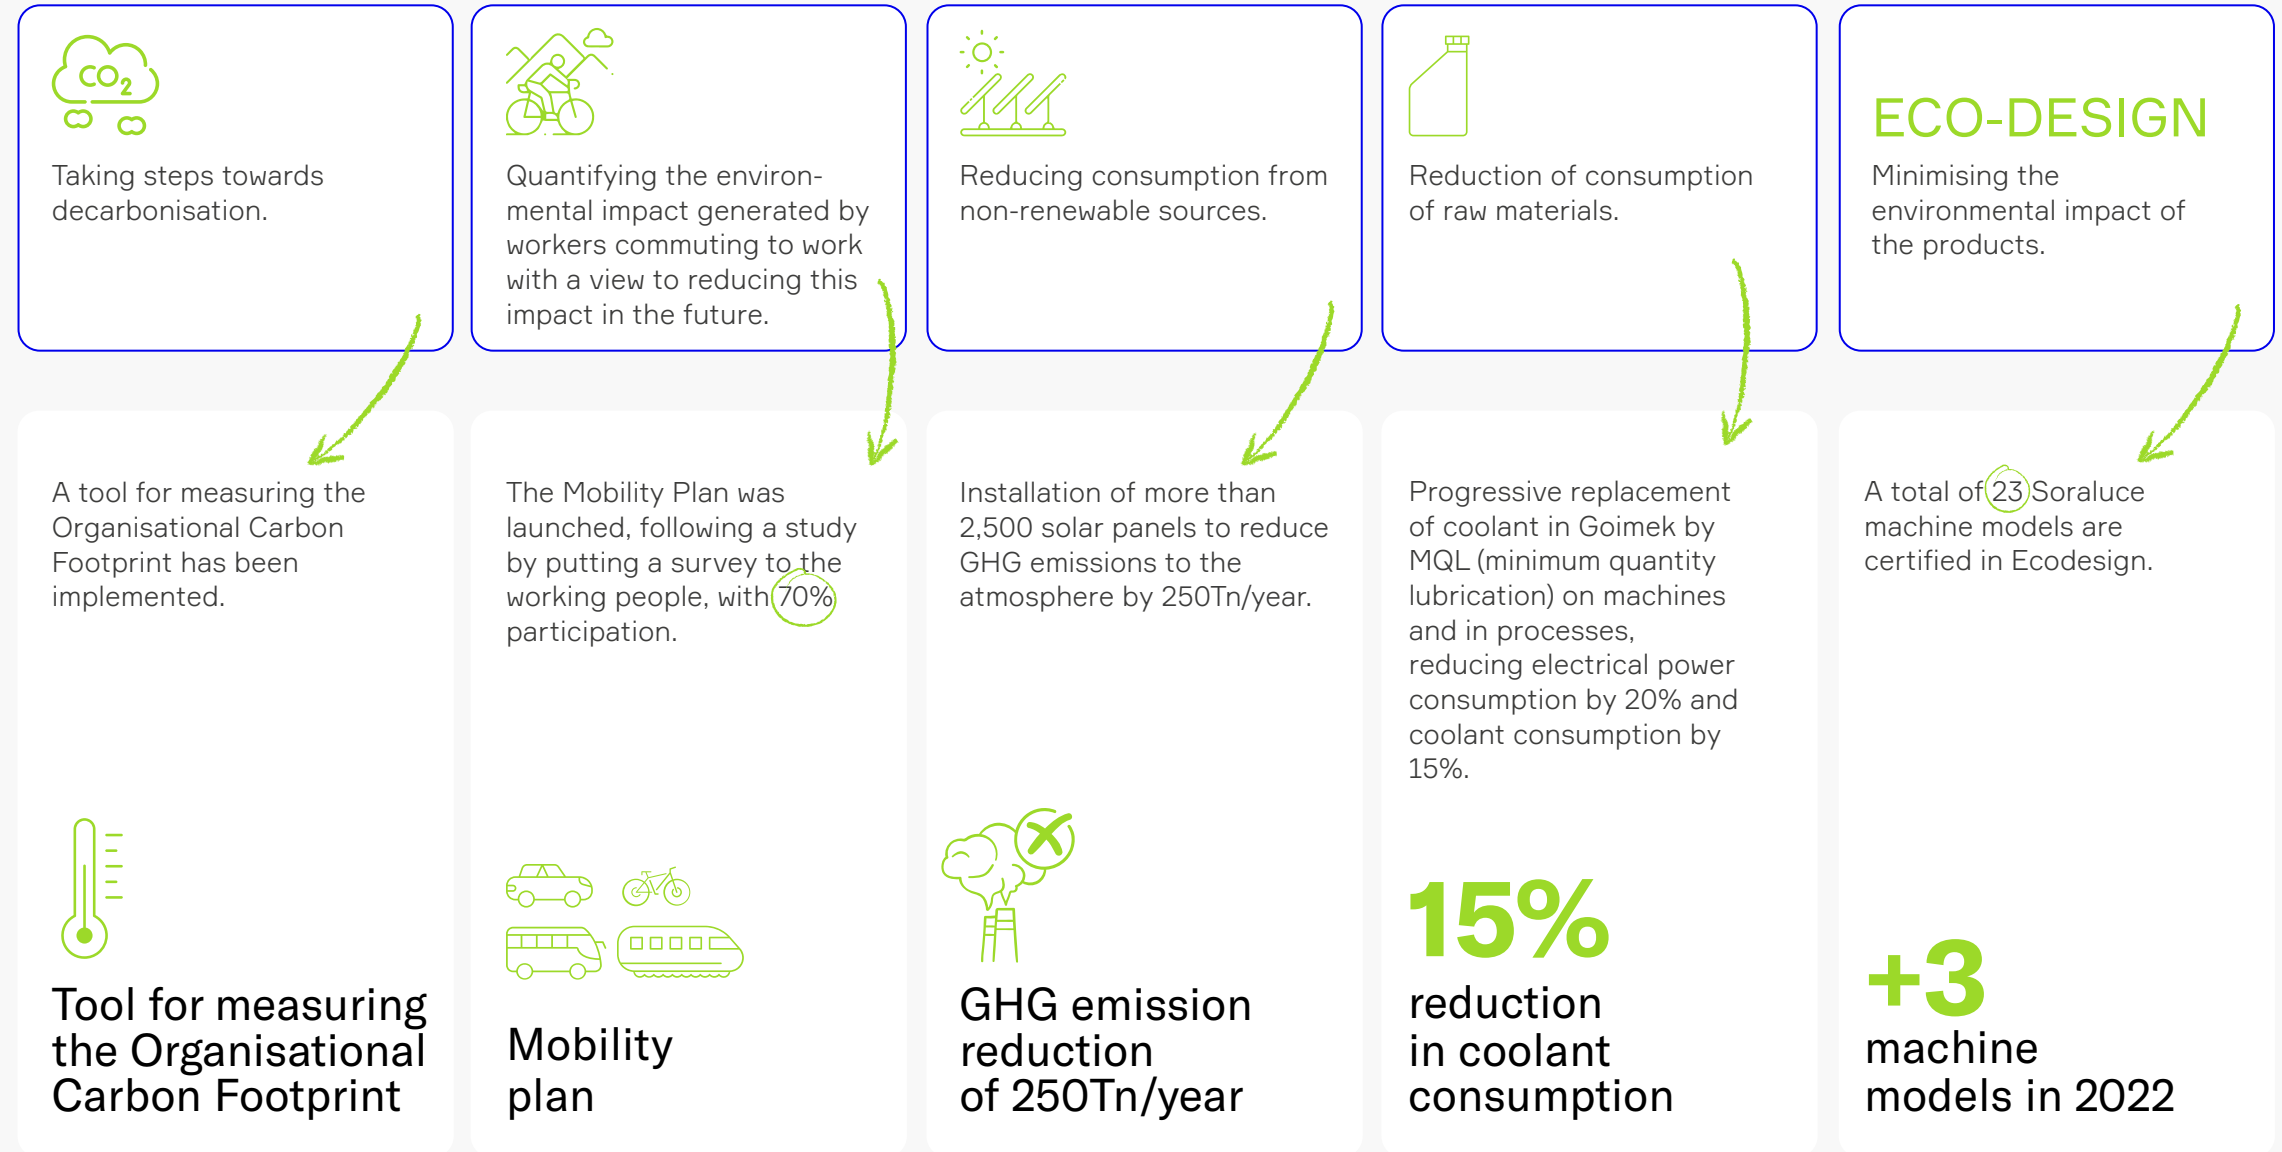 CO2
Taking steps towards
decarbonisation.
Quantifying the environ-
mental impact generated by
workers commuting to work
with a view to reducing this
impact in the future.
Reducing consumption from
non-renewable sources.
Reduction of consumption
of raw materials.
ECO-DESIGN
Minimising the
environmental impact of
the products.
A tool for measuring the
Organisational Carbon
Footprint has been
implemented.
Tool for measuring
the Organisational
Carbon Footprint
The Mobility Plan was
launched, following a study
by putting a survey to the
working people, with 70%
participation.
Mobility
plan
Installation of more than
2,500 solar panels to reduce
GHG emissions to the
atmosphere by 250Tn/year.
GHG emission
reduction
of 250Tn/year
Progressive replacement
of coolant in Goimek by
MQL (minimum quantity
lubrication) on machines
and in processes,
reducing electrical power
consumption by 20% and
coolant consumption by
15%.
15%
reduction
in coolant
consumption
A total of 23 Soraluce
machine models are
certified in Ecodesign.
+3
machine
models in 2022